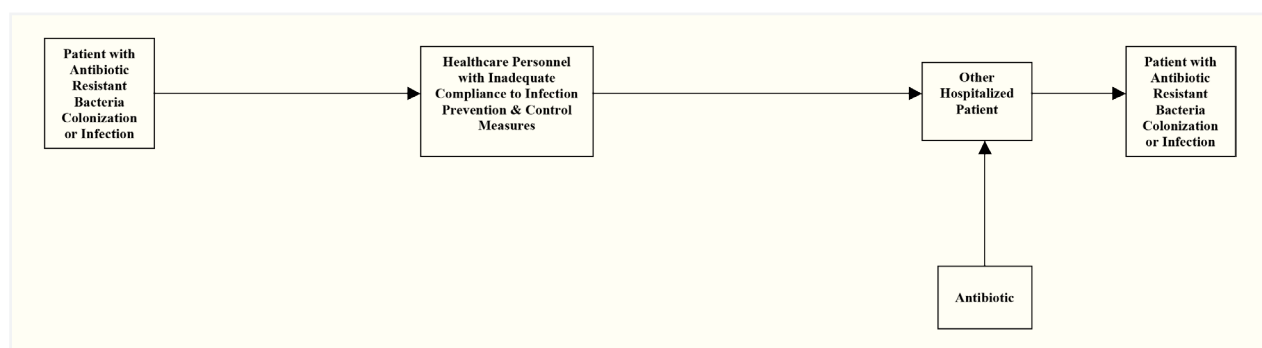 Patient with
Antibiotic
Resistant
Bacteria
Colonization
or Infection
Healthcare Personnel
with Inadequate
Compliance to Infection
Prevention & Control
Measures
Other
Hospitalized
Patient
Patient with
Antibiotic
Resistant
Bacteria
Colonization
or Infection
Antibiotic